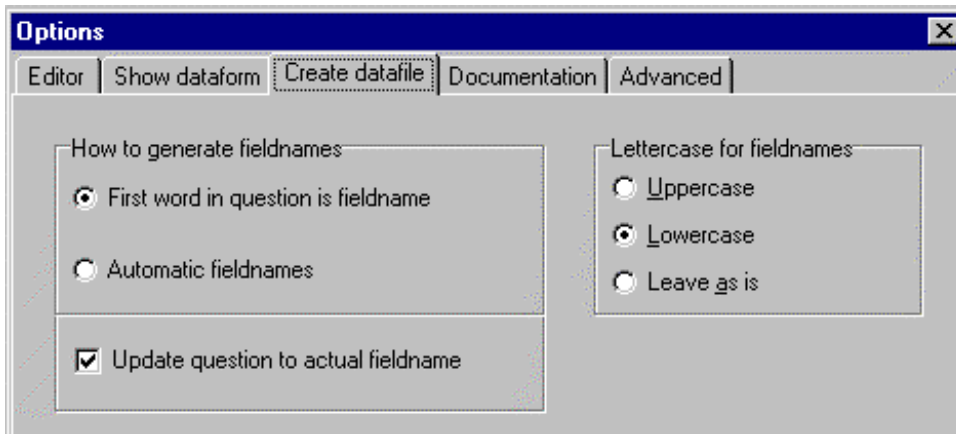 Options
Editor Show dataform Create datafile Documentation Advanced
How to generate fieldnames
First word in question is fieldname
Automatic fieldnames
Update question to actual fieldname
Lettercase for fieldnames
Uppercase
Lowercase
Leave as is